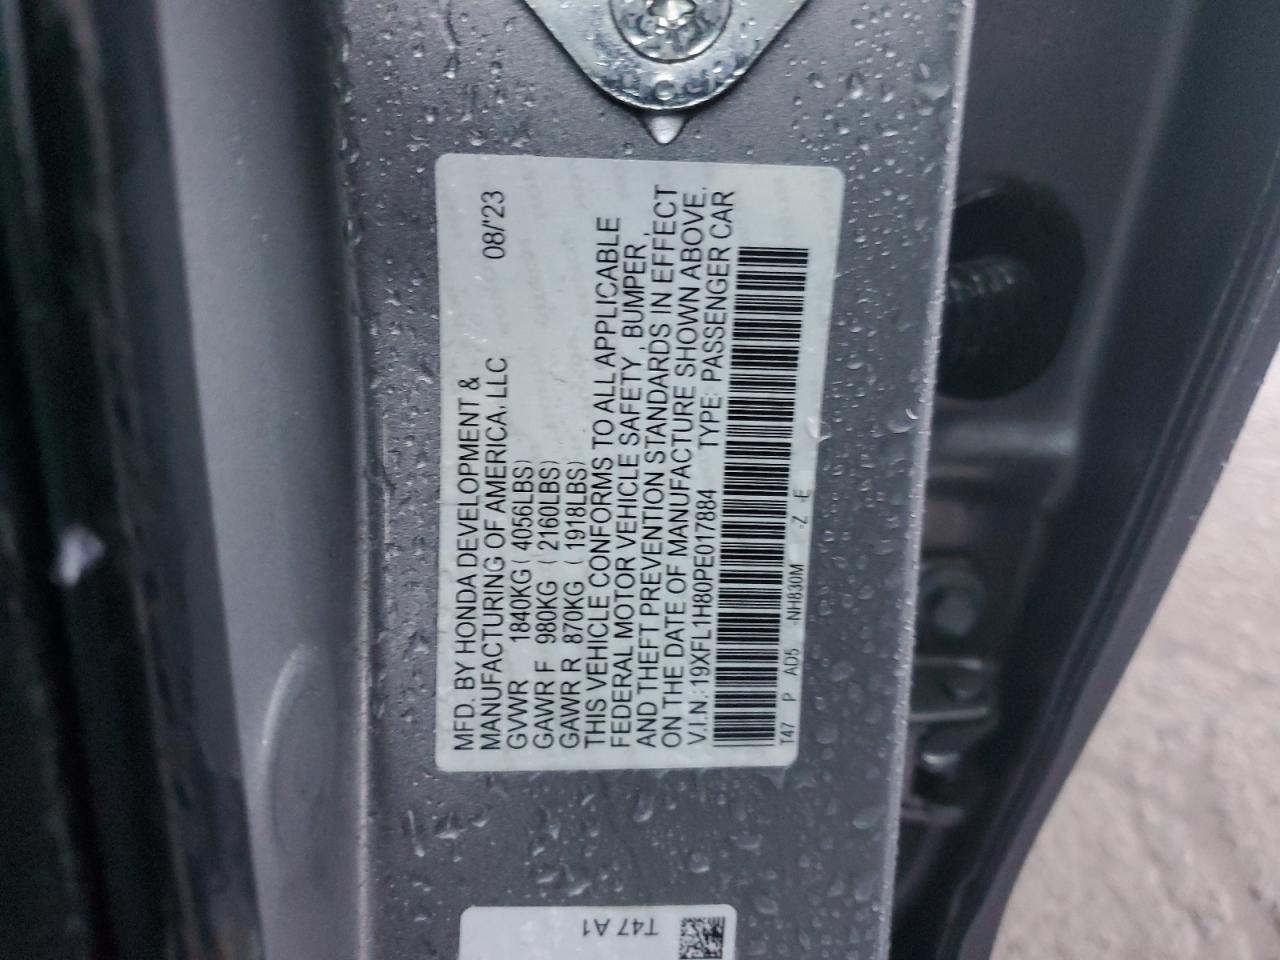 MFD. BY HONDA DEVELOPMENT &
MANUFACTURING OF AMERICA, LLC 08/'23
GVWR 1840KG ( 4056LBS)
GAWR F 980KG ( 2160LBS)
GAWR R 870KG ( 1918LBS)
THIS VEHICLE CONFORMS TO ALL APPLICABLE
FEDERAL MOTOR VEHICLE SAFETY , BUMPER ,
AND THEFT PREVENTION STANDARDS IN EFFECT
ON THE DATE OF MANUFACTURE SHOWN ABOVE.
V.I.N.: 19XFL1H80PE017884 TYPE: PASSENGER CAR
T47 P AD5 -NH830M -Z -E
T47 A1